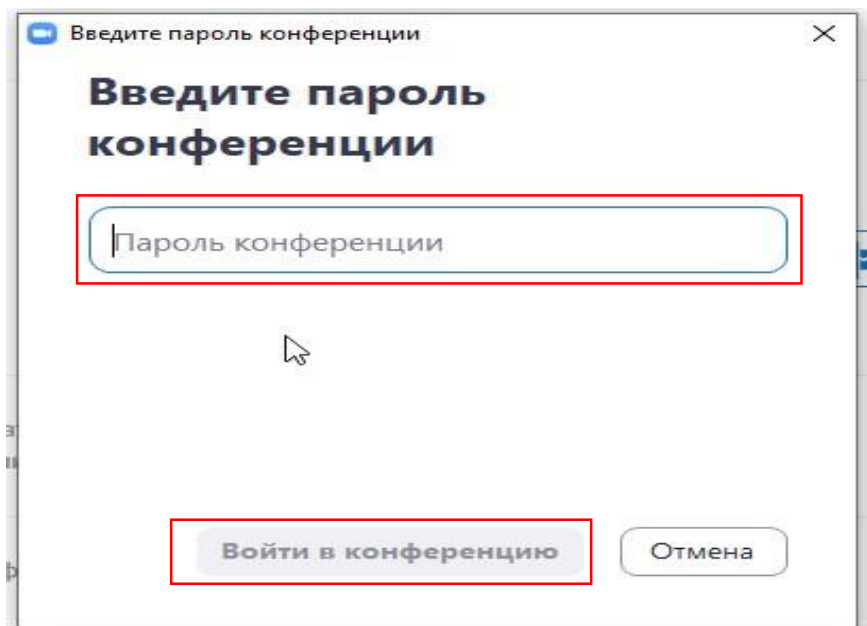 Введите пароль конференции
Введите пароль
конференции
Пароль конференции
Войти в конференцию
Отмена